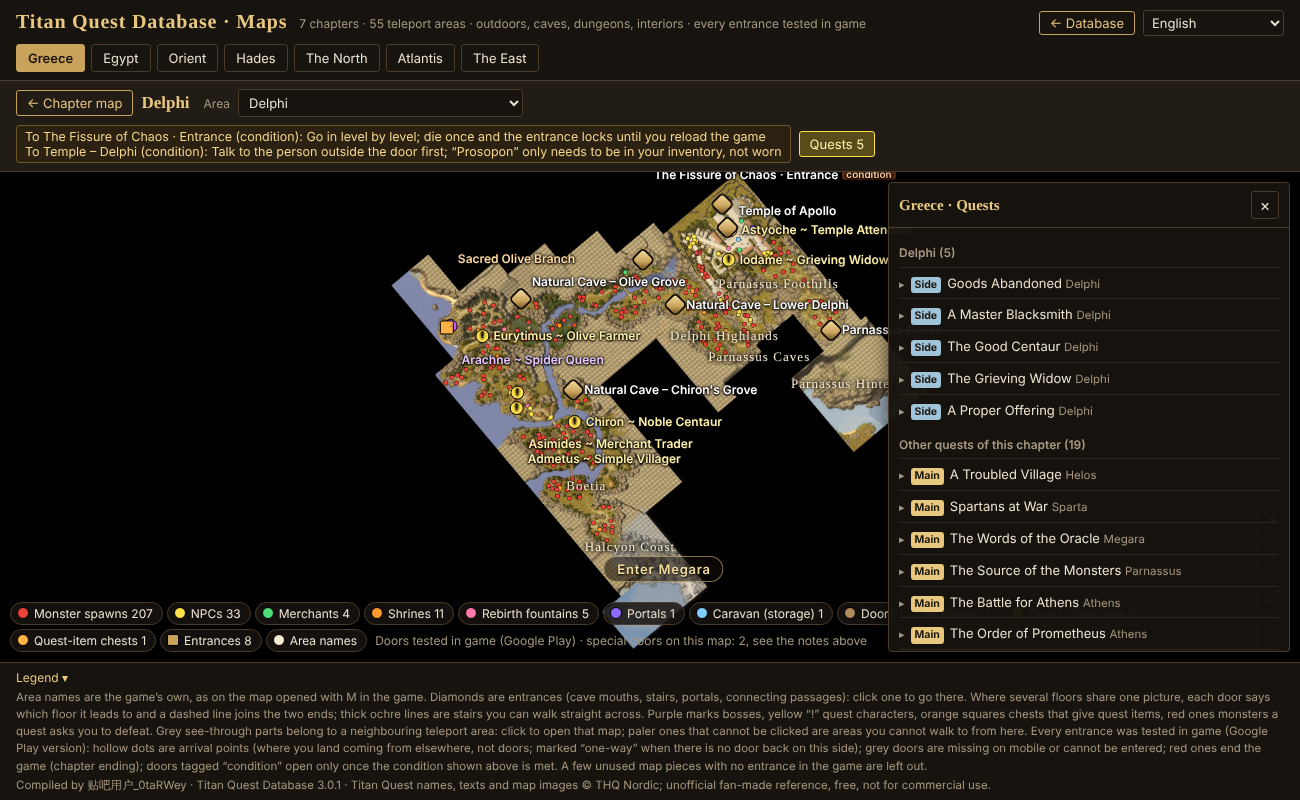 Titan Quest Database · Maps
7 chapters · 55 teleport areas · outdoors, caves, dungeons, interiors · every entrance tested in game
← Database
English
Greece
Egypt
Orient
Hades
The North
Atlantis
The East
← Chapter map
Delphi
Area
Delphi
To The Fissure of Chaos · Entrance (condition): Go in level by level; die once and the entrance locks until you reload the game
To Temple – Delphi (condition): Talk to the person outside the door first; “Prosopon” only needs to be in your inventory, not worn
Quests 5
The Fissure of Chaos · Entrance condition
Temple of Apollo
Astyoche ~ Temple Atten
Sacred Olive Branch
Iodame ~ Grieving Widow
Natural Cave – Olive Grove
Parnassus Foothills
Natural Cave – Lower Delphi
Eurytimus ~ Olive Farmer
Delphi Highlands
Parnass
Arachne ~ Spider Queen
Parnassus Caves
Parnassus Hinte
Natural Cave – Chiron's Grove
Chiron ~ Noble Centaur
Asimides ~ Merchant Trader
Admetus ~ Simple Villager
Boetia
Halcyon Coast
Enter Megara
Greece · Quests
×
Delphi (5)
▸ Side Goods Abandoned Delphi
▸ Side A Master Blacksmith Delphi
▸ Side The Good Centaur Delphi
▸ Side The Grieving Widow Delphi
▸ Side A Proper Offering Delphi
Other quests of this chapter (19)
▸ Main A Troubled Village Helos
▸ Main Spartans at War Sparta
▸ Main The Words of the Oracle Megara
▸ Main The Source of the Monsters Parnassus
▸ Main The Battle for Athens Athens
▸ Main The Order of Prometheus Athens
Monster spawns 207
NPCs 33
Merchants 4
Shrines 11
Rebirth fountains 5
Portals 1
Caravan (storage) 1
Door
Quest-item chests 1
Entrances 8
Area names
Doors tested in game (Google Play) · special doors on this map: 2, see the notes above
Legend ▾
Area names are the game’s own, as on the map opened with M in the game. Diamonds are entrances (cave mouths, stairs, portals, connecting passages): click one to go there. Where several floors share one picture, each door says
which floor it leads to and a dashed line joins the two ends; thick ochre lines are stairs you can walk straight across. Purple marks bosses, yellow “!” quest characters, orange squares chests that give quest items, red ones monsters a
quest asks you to defeat. Grey see-through parts belong to a neighbouring teleport area: click to open that map; paler ones that cannot be clicked are areas you cannot walk to from here. Every entrance was tested in game (Google
Play version): hollow dots are arrival points (where you land coming from elsewhere, not doors; marked “one-way” when there is no door back on this side); grey doors are missing on mobile or cannot be entered; red ones end the
game (chapter ending); doors tagged “condition” open only once the condition shown above is met. A few unused map pieces with no entrance in the game are left out.
Compiled by 贴吧用户_0taRWey · Titan Quest Database 3.0.1 · Titan Quest names, texts and map images © THQ Nordic; unofficial fan-made reference, free, not for commercial use.